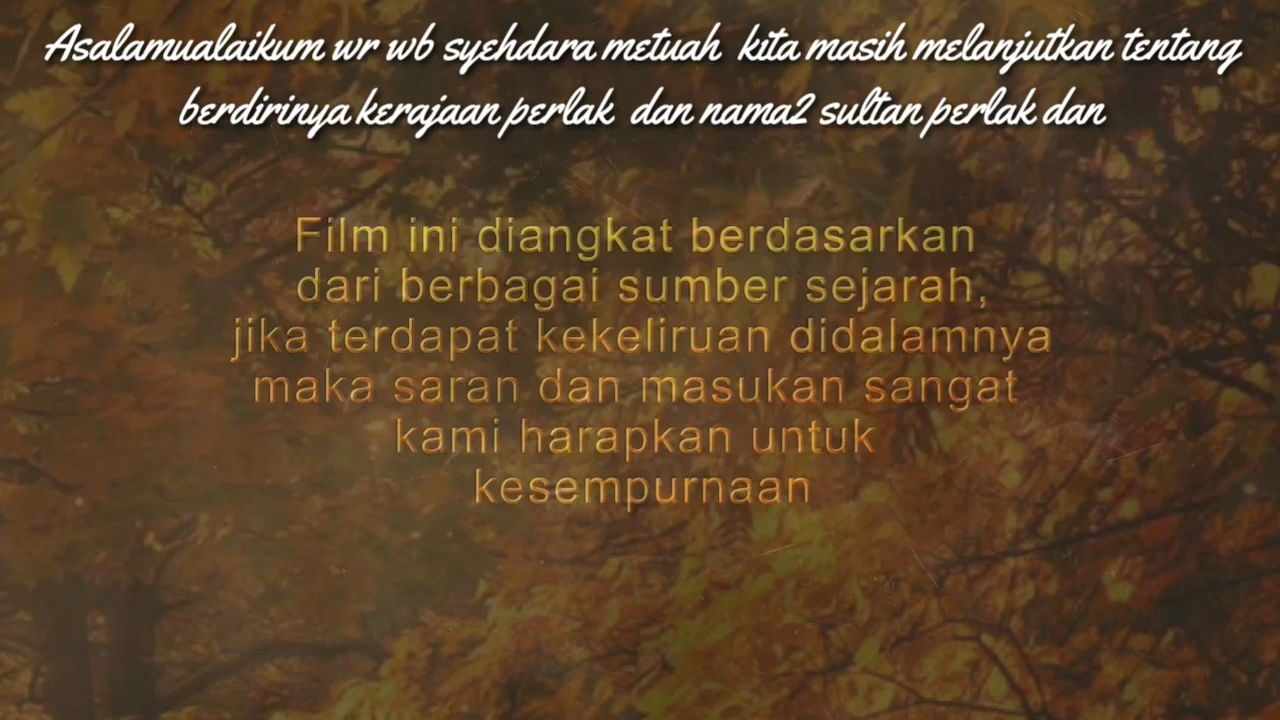 Asalamualaikum wr wb syehdara metuah kita masih melanjutkan tentang
berdirinya kerajaan perlak dan nama2 sultan perlak dan
Film ini diangkat berdasarkan
dari berbagai sumber sejarah,
jika terdapat kekeliruan didalamnya
maka saran dan masukan sangat
kami harapkan untuk
kesempurnaan